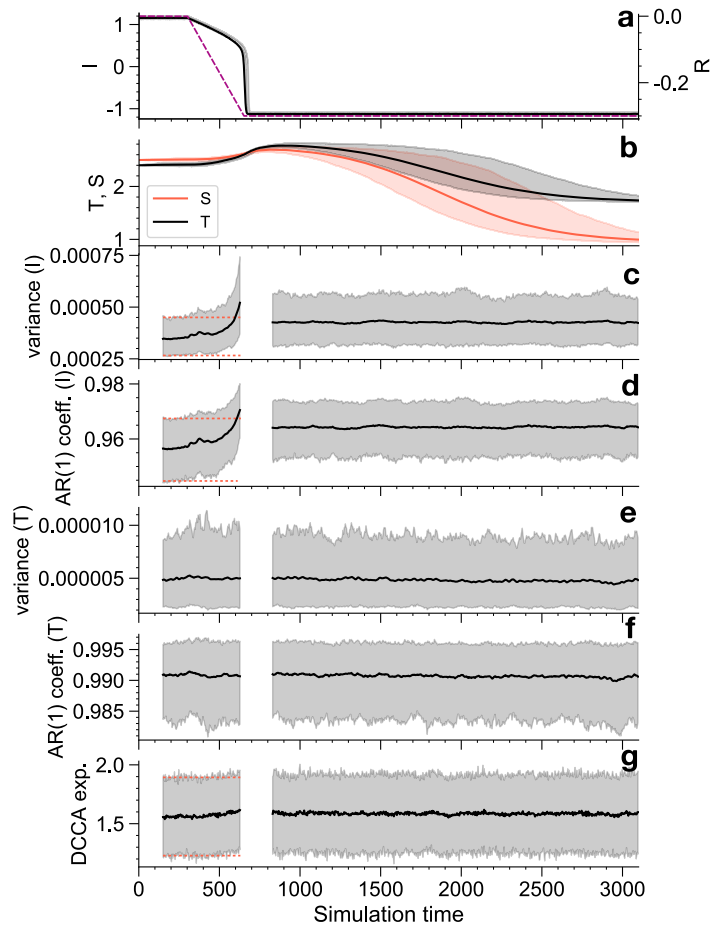 a
1
0
-1
I
0.0
-0.2
R
b
2
1
T, S
S
T
c
0.00075
0.00050
0.00025
variance (I)
d
0.98
0.96
AR(1) coeff. (I).
e
0.000010
0.000005
variance (T)
f
0.995
0.990
0.985
AR(1) coeff. (T)
g
2.0
1.5
DCCA exp.
0 500 1000 1500 2000 2500 3000
Simulation time